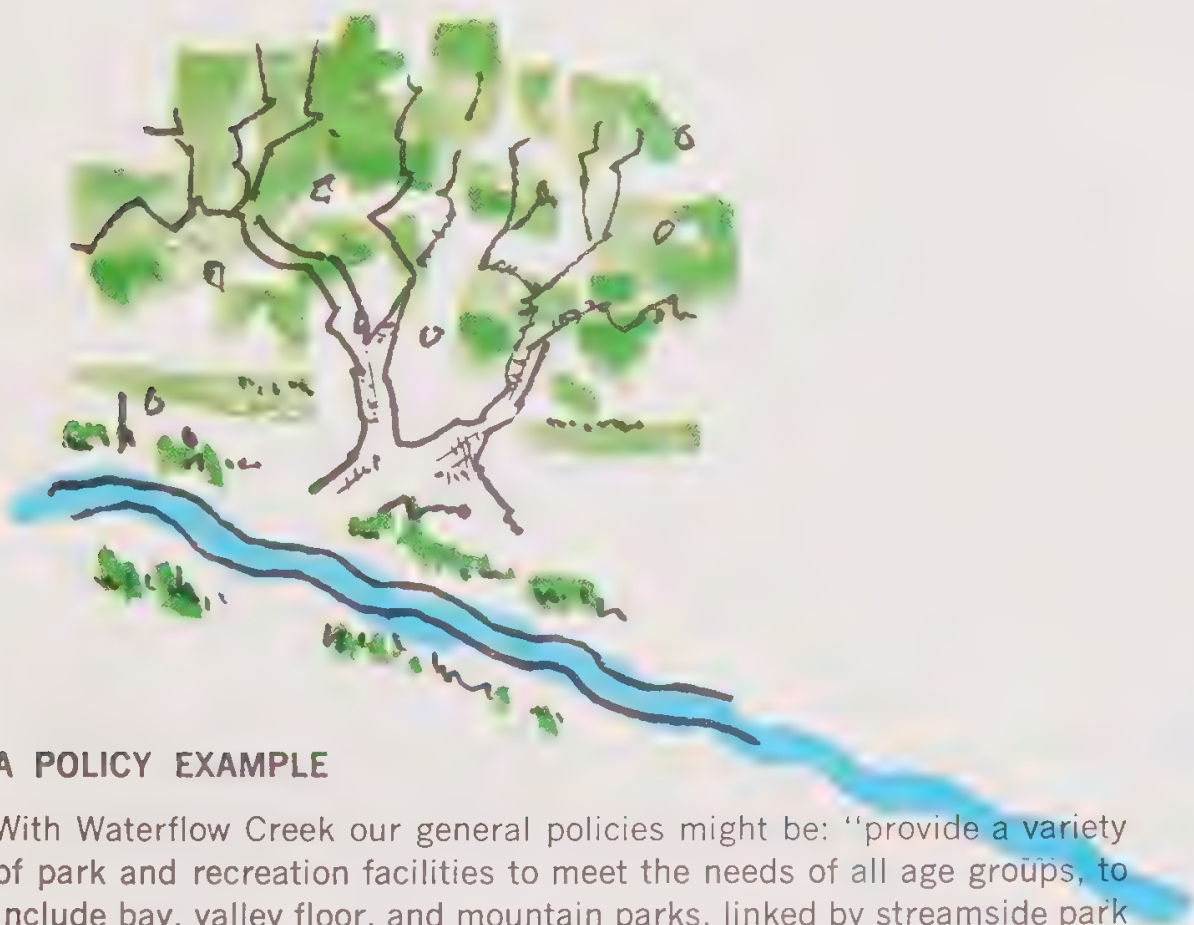 A POLICY EXAMPLE
With Waterflow Creek our general policies might be: “provide a variety
of park and recreation facilities to meet the needs of all age groups, to
include bay, valley floor, and mountain parks, linked by streamside park